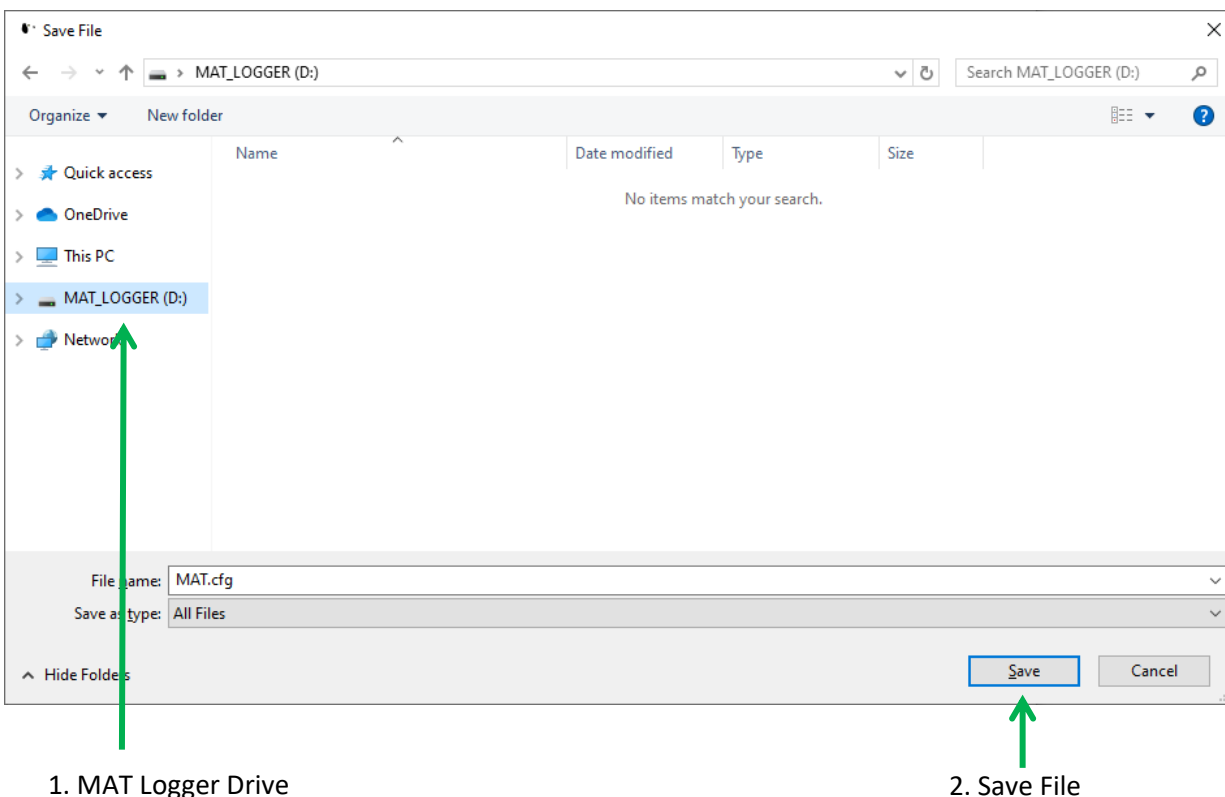 Save File
MAT_LOGGER (D:)
Search MAT_LOGGER (D:)
Organize
New folder
Name
Date modified
Type
Size
No items match your search.
Quick access
OneDrive
This PC
MAT_LOGGER (D:)
Network
File name: MAT.cfg
Save as type: All Files
Hide Folders
Save
Cancel
1. MAT Logger Drive
2. Save File